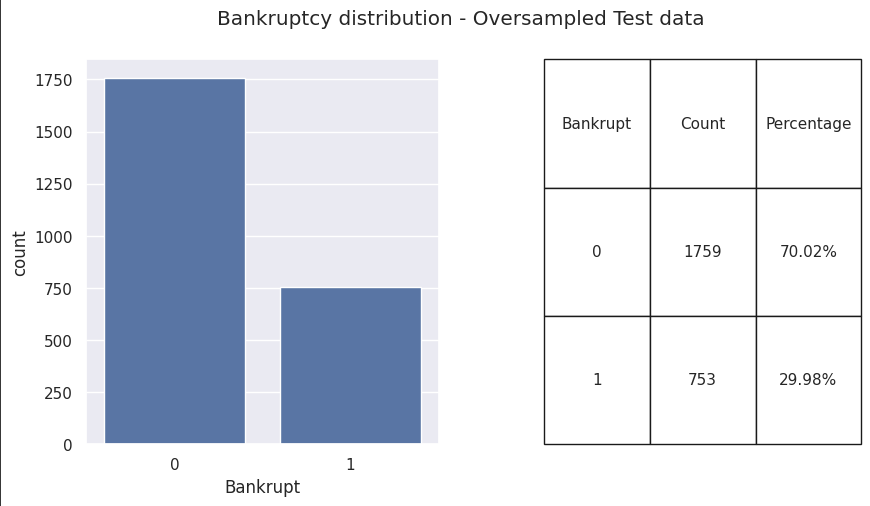 Bankruptcy distribution - Oversampled Test data
1750
1500
1250
1000
750
500
250
0
count
0 1
Bankrupt
Bankrupt Count Percentage
0 1759 70.02%
1 753 29.98%